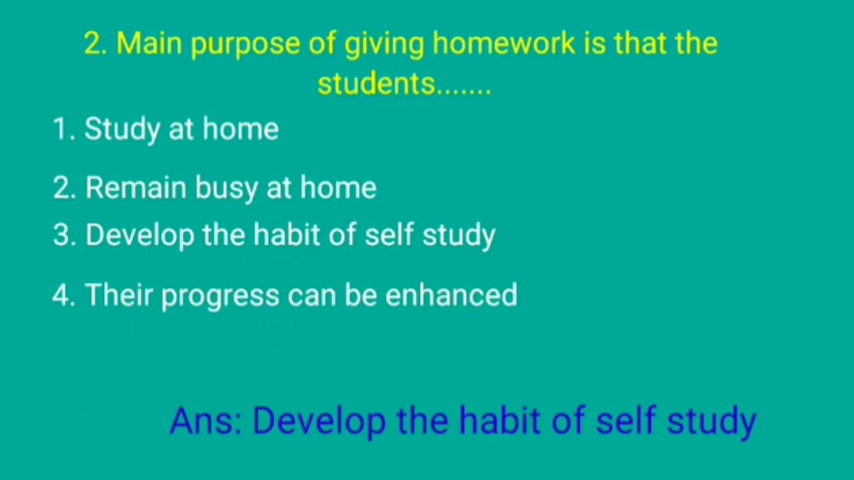 2. Main purpose of giving homework is that the
students.......
1. Study at home
2. Remain busy at home
3. Develop the habit of self study
4. Their progress can be enhanced
Ans: Develop the habit of self study